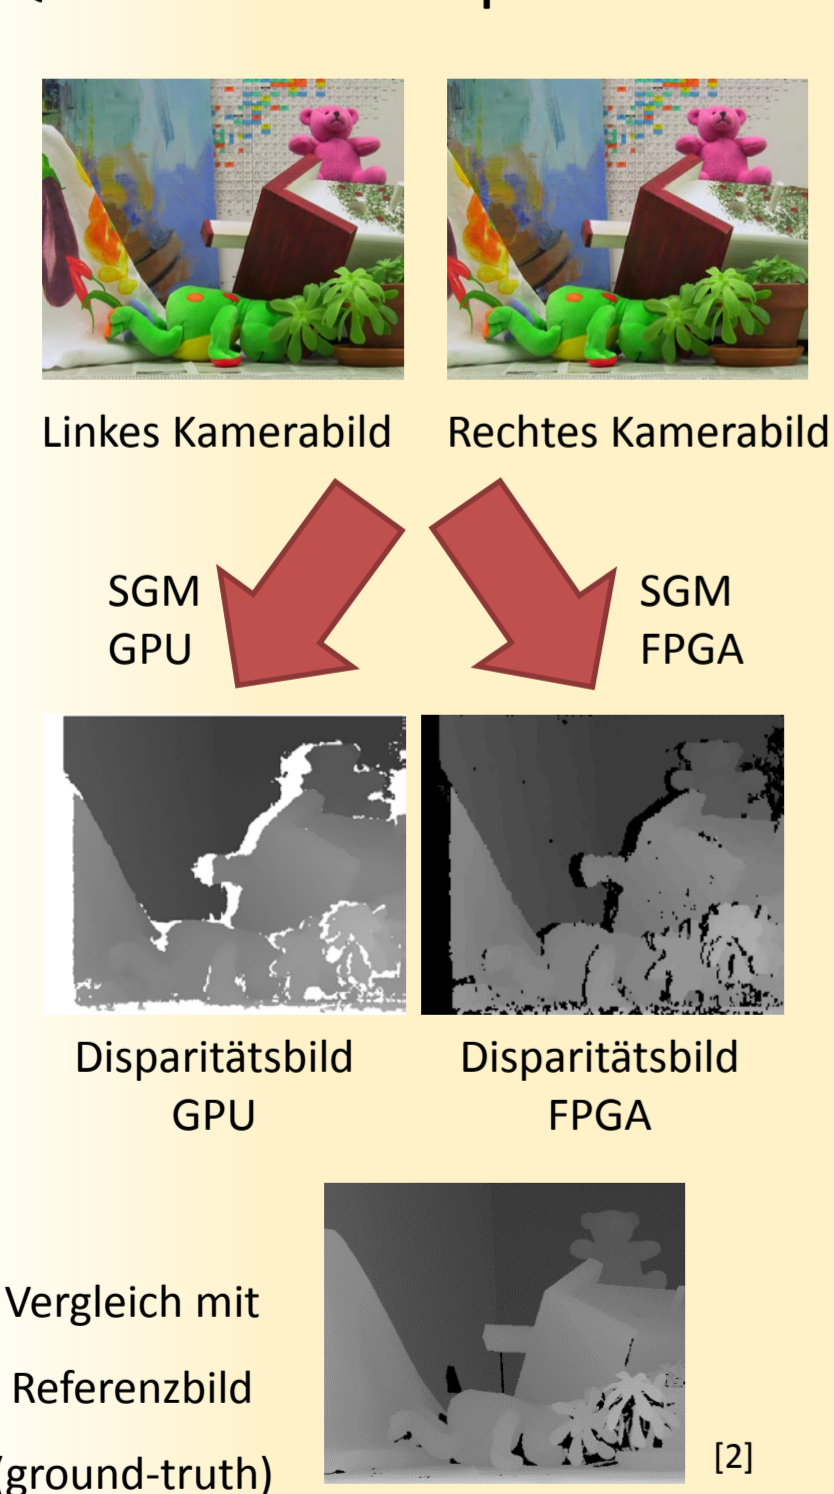 Linkes Kamerabild
Rechtes Kamerabild
SGM
GPU
SGM
FPGA
Disparitätsbild
GPU
Disparitätsbild
FPGA
Vergleich mit
Referenzbild
(ground-truth)
[2]